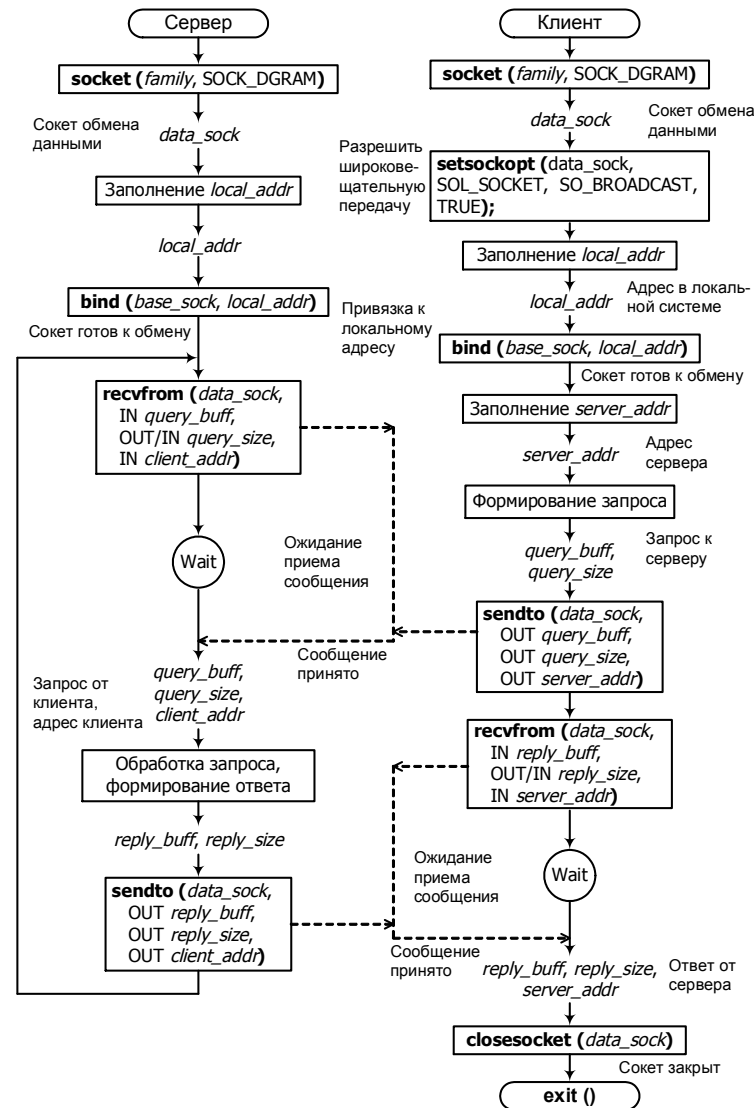 Сервер
socket (family, SOCK_DGRAM)
Сокет обмена
данными
data_sock
Заполнение local_addr
local_addr
bind (base_sock, local_addr)
Сокет готов к обмену
recvfrom (data_sock,
IN query_buff,
OUT/IN query_size,
IN client_addr)
Wait
Ожидание
приема
сообщения
Сообщение
принято
Запрос от
клиента,
адрес клиента
query_buff,
query_size,
client_addr
Обработка запроса,
формирование ответа
reply_buff, reply_size
sendto (data_sock,
OUT reply_buff,
OUT reply_size,
OUT client_addr)
Клиент
socket (family, SOCK_DGRAM)
data_sock
Сокет обмена
данными
Разрешить
широкове-
щательную
передачу
setsockopt (data_sock,
SOL_SOCKET, SO_BROADCAST,
TRUE);
Заполнение local_addr
local_addr
Адрес в локаль-
ной системе
Привязка к
локальному
адресу
bind (base_sock, local_addr)
Сокет готов к обмену
Заполнение server_addr
server_addr
Адрес
сервера
Формирование запроса
query_buff,
query_size
Запрос к
серверу
sendto (data_sock,
OUT query_buff,
OUT query_size,
OUT server_addr)
recvfrom (data_sock,
IN reply_buff,
OUT/IN reply_size,
IN server_addr)
Ожидание
приема
сообщения
Wait
Сообщение
принято
reply_buff, reply_size,
server_addr
Ответ от
сервера
closesocket (data_sock)
Сокет закрыт
exit ()